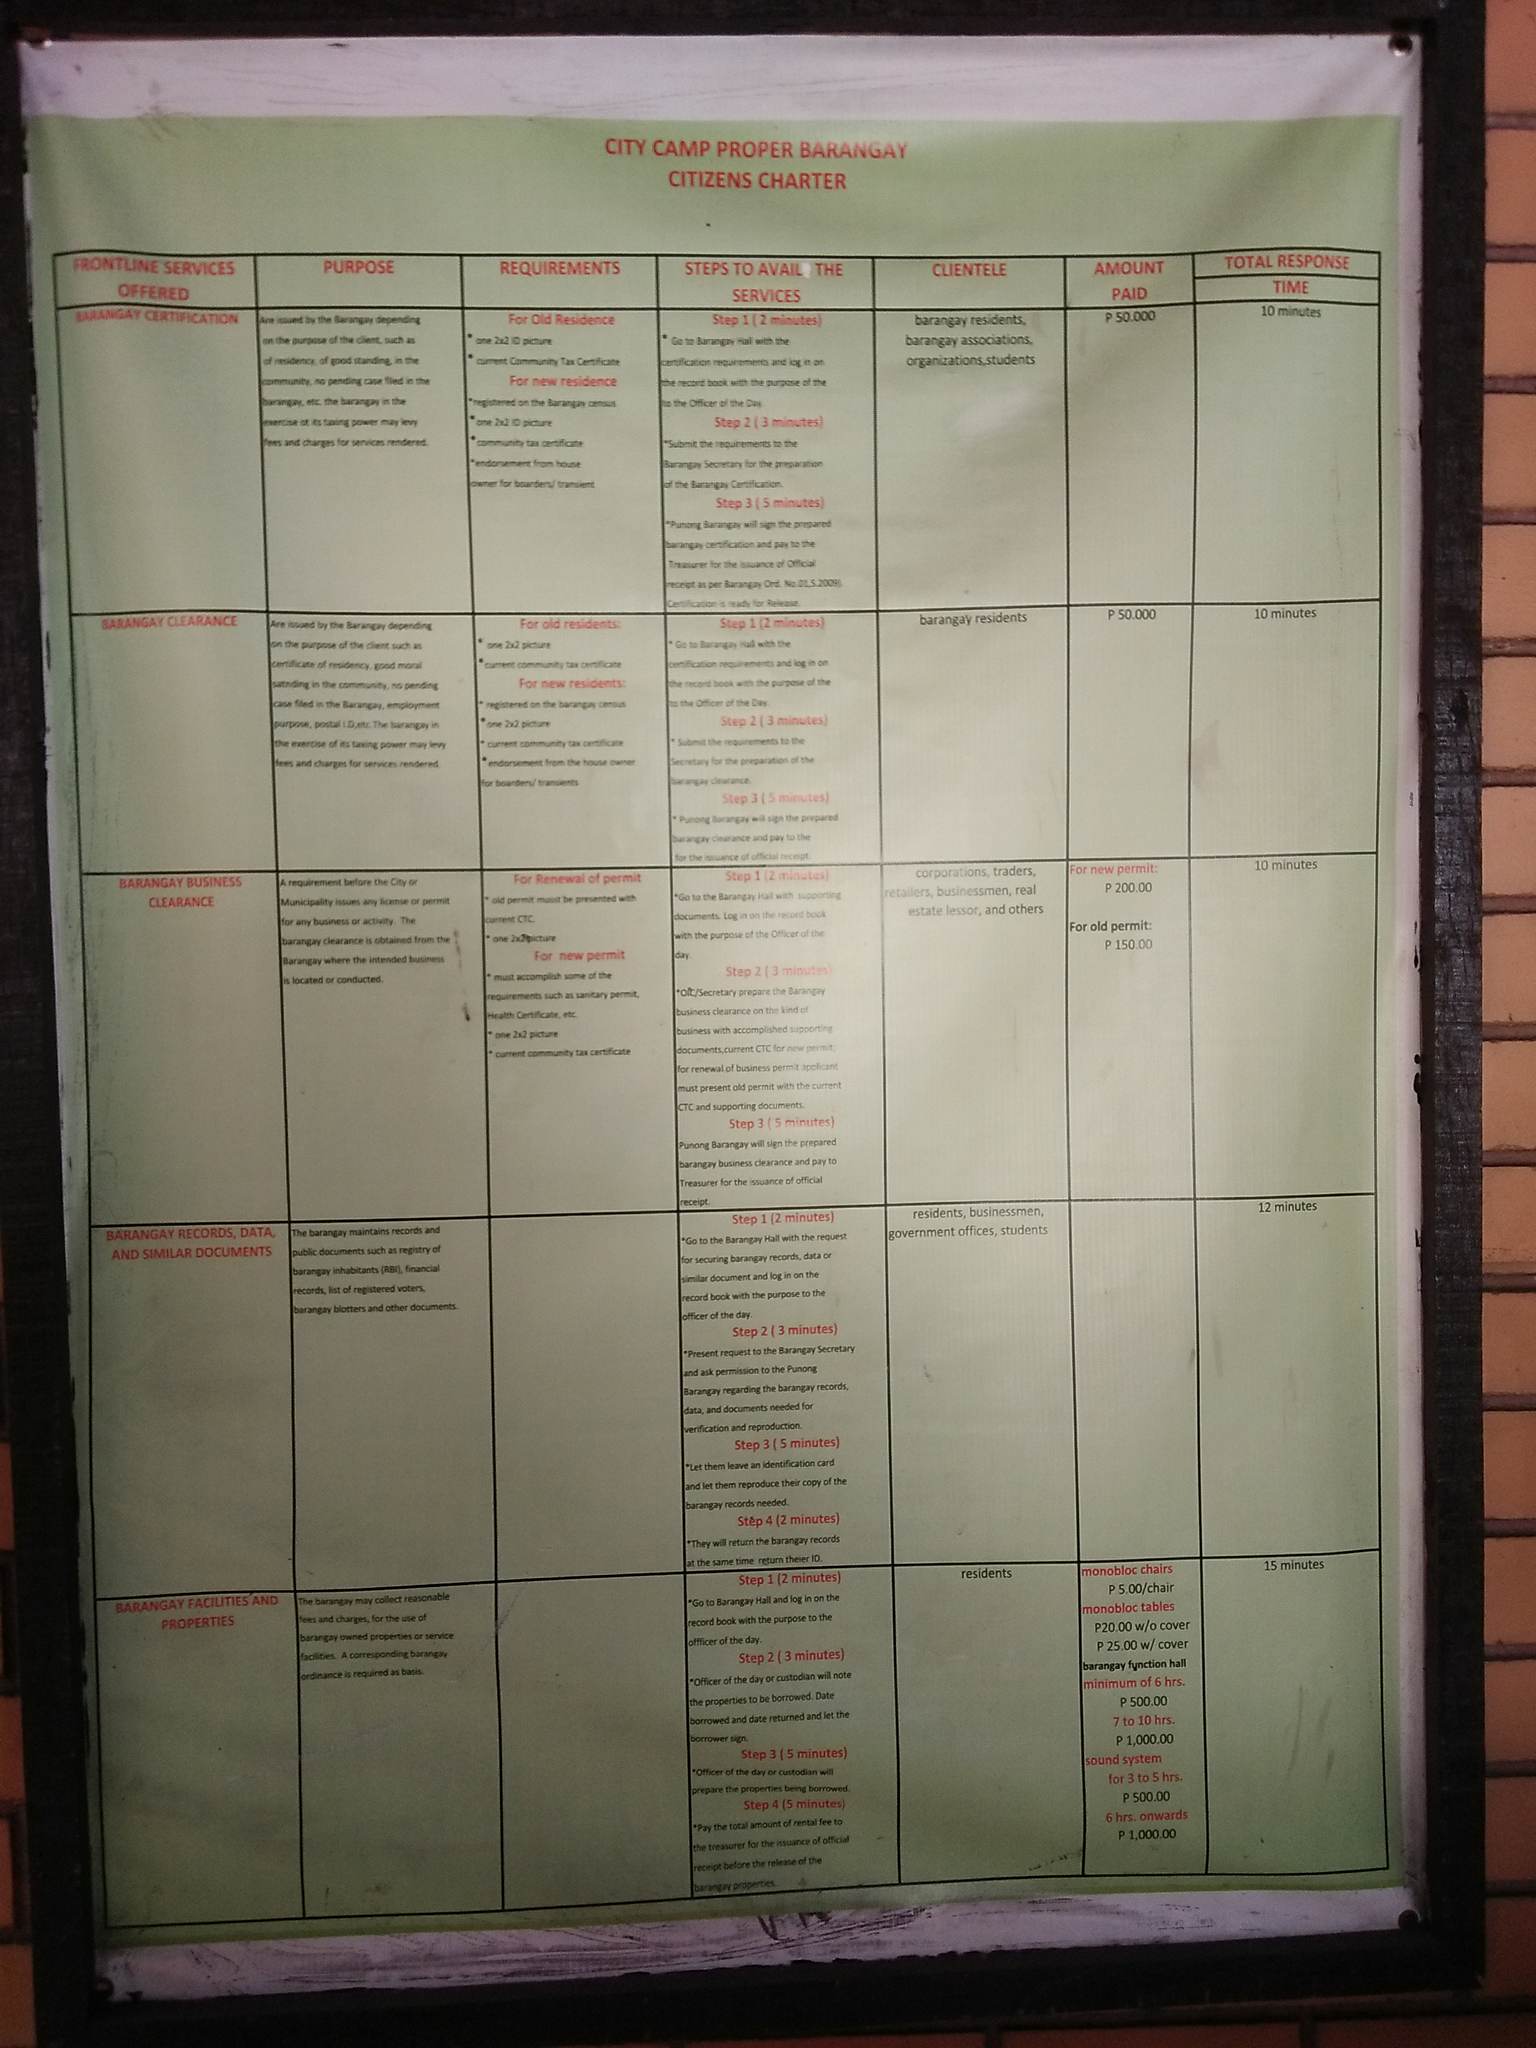 CITY CAMP PROPER BARANGAY
CITIZENS CHARTER
FRONTLINE SERVICES
OFFERED
PURPOSE
REQUIREMENTS
STEPS TO AVAIL THE
SERVICES
CLIENTELE
AMOUNT
PAID
TOTAL RESPONSE
TIME
BARANGAY CERTIFICATION
Are issued by the Barangay depending
on the purpose of the client, such as
of residency, of good standing, in the
community, no pending case filed in the
barangay, etc. the barangay in the
exercise of its taxing power may levy
fees and charges for services rendered.
For Old Residence
* one 2x2 ID picture
* current Community Tax Certificate
For new residence
*registered on the Barangay census
*one 2x2 ID picture
*community tax certificate
*endorsement from house
owner for boarders/ transient
Step 1 ( 2 minutes)
* Go to Barangay Hall with the
certification requirements and log in on
the record book with the purpose of the
to the Officer of the Day.
Step 2 ( 3 minutes)
*Submit the requirements to the
Barangay Secretary for the preparation
of the Barangay Certification.
Step 3 ( 5 minutes)
*Punong Barangay will sign the prepared
barangay certification and pay to the
Treasurer for the issuance of Official
receipt as per Barangay Ord. No.01,S.2009).
Certification is ready for Release.
barangay residents,
barangay associations,
organizations,students
P 50.000
10 minutes
BARANGAY CLEARANCE
Are issued by the Barangay depending
on the purpose of the client such as
certificate of residency, good moral
satnding in the community, no pending
case filed in the Barangay, employment
purpose, postal I.D,etc. The barangay in
the exercise of its taxing power may levy
fees and charges for services rendered
For old residents:
* one 2x2 picture
*current community tax certificate
For new residents:
* registered on the barangay census
*one 2x2 picture
* current community tax certificate
*endorsement from the house owner
for boarders/ transients
Step 1 (2 minutes)
* Go to Barangay Hall with the
certification requirements and log in on
the record book with the purpose of the
to the Officer of the Day.
Step 2 ( 3 minutes)
* Submit the requirements to the
Secretary for the preparation of the
barangay clearance.
Step 3 ( 5 minutes)
* Punong Barangay will sign the prepared
barangay clearance and pay to the
for the issuance of official receipt.
barangay residents
P 50.000
10 minutes
BARANGAY BUSINESS
CLEARANCE
A requirement before the City or
Municipality issues any license or permit
for any business or activity. The
barangay clearance is obtained from the
Barangay where the intended business
is located or conducted.
For Renewal of permit
* old permit must be presented with
current CTC.
* one 2x2 picture
For new permit
* must accomplish some of the
requirements such as sanitary permit,
Health Certificate, etc.
* one 2x2 picture
* current community tax certificate
Step 1 (2 minutes)
*Go to the Barangay Hall with supporting
documents. Log in on the record book
with the purpose of the Officer of the
day.
Step 2 ( 3 minutes)
*OIC/Secretary prepare the Barangay
business clearance on the kind of
business with accomplished supporting
documents,current CTC for new permit;
for renewal of business permit applicant
must present old permit with the current
CTC and supporting documents.
Step 3 ( 5 minutes)
Punong Barangay will sign the prepared
barangay business clearance and pay to
Treasurer for the issuance of official
receipt.
corporations, traders,
retailers, businessmen, real
estate lessor, and others
For new permit:
P 200.00
For old permit:
P 150.00
10 minutes
BARANGAY RECORDS, DATA,
AND SIMILAR DOCUMENTS
The barangay maintains records and
public documents such as registry of
barangay inhabitants (RBI), financial
records, list of registered voters,
barangay blotters and other documents.
Step 1 (2 minutes)
*Go to the Barangay Hall with the request
for securing barangay records, data or
similar document and log in on the
record book with the purpose to the
officer of the day.
Step 2 ( 3 minutes)
*Present request to the Barangay Secretary
and ask permission to the Punong
Barangay regarding the barangay records,
data, and documents needed for
verification and reproduction.
Step 3 ( 5 minutes)
*Let them leave an identification card
and let them reproduce their copy of the
barangay records needed.
Step 4 (2 minutes)
*They will return the barangay records
at the same time return theier ID.
residents, businessmen,
government offices, students
12 minutes
BARANGAY FACILITIES AND
PROPERTIES
The barangay may collect reasonable
fees and charges, for the use of
barangay owned properties or service
facilities. A corresponding barangay
ordinance is required as basis.
Step 1 (2 minutes)
*Go to Barangay Hall and log in on the
record book with the purpose to the
offficer of the day.
Step 2 ( 3 minutes)
*Officer of the day or custodian will note
the properties to be borrowed. Date
borrowed and date returned and let the
borrower sign.
Step 3 ( 5 minutes)
*Officer of the day or custodian will
prepare the properties being borrowed.
Step 4 (5 minutes)
*Pay the total amount of rental fee to
the treasurer for the issuance of official
receipt before the release of the
barangay properties.
residents
monobloc chairs
P 5.00/chair
monobloc tables
P20.00 w/o cover
P 25.00 w/ cover
barangay function hall
minimum of 6 hrs.
P 500.00
7 to 10 hrs.
P 1,000.00
sound system
for 3 to 5 hrs.
P 500.00
6 hrs. onwards
P 1,000.00
15 minutes